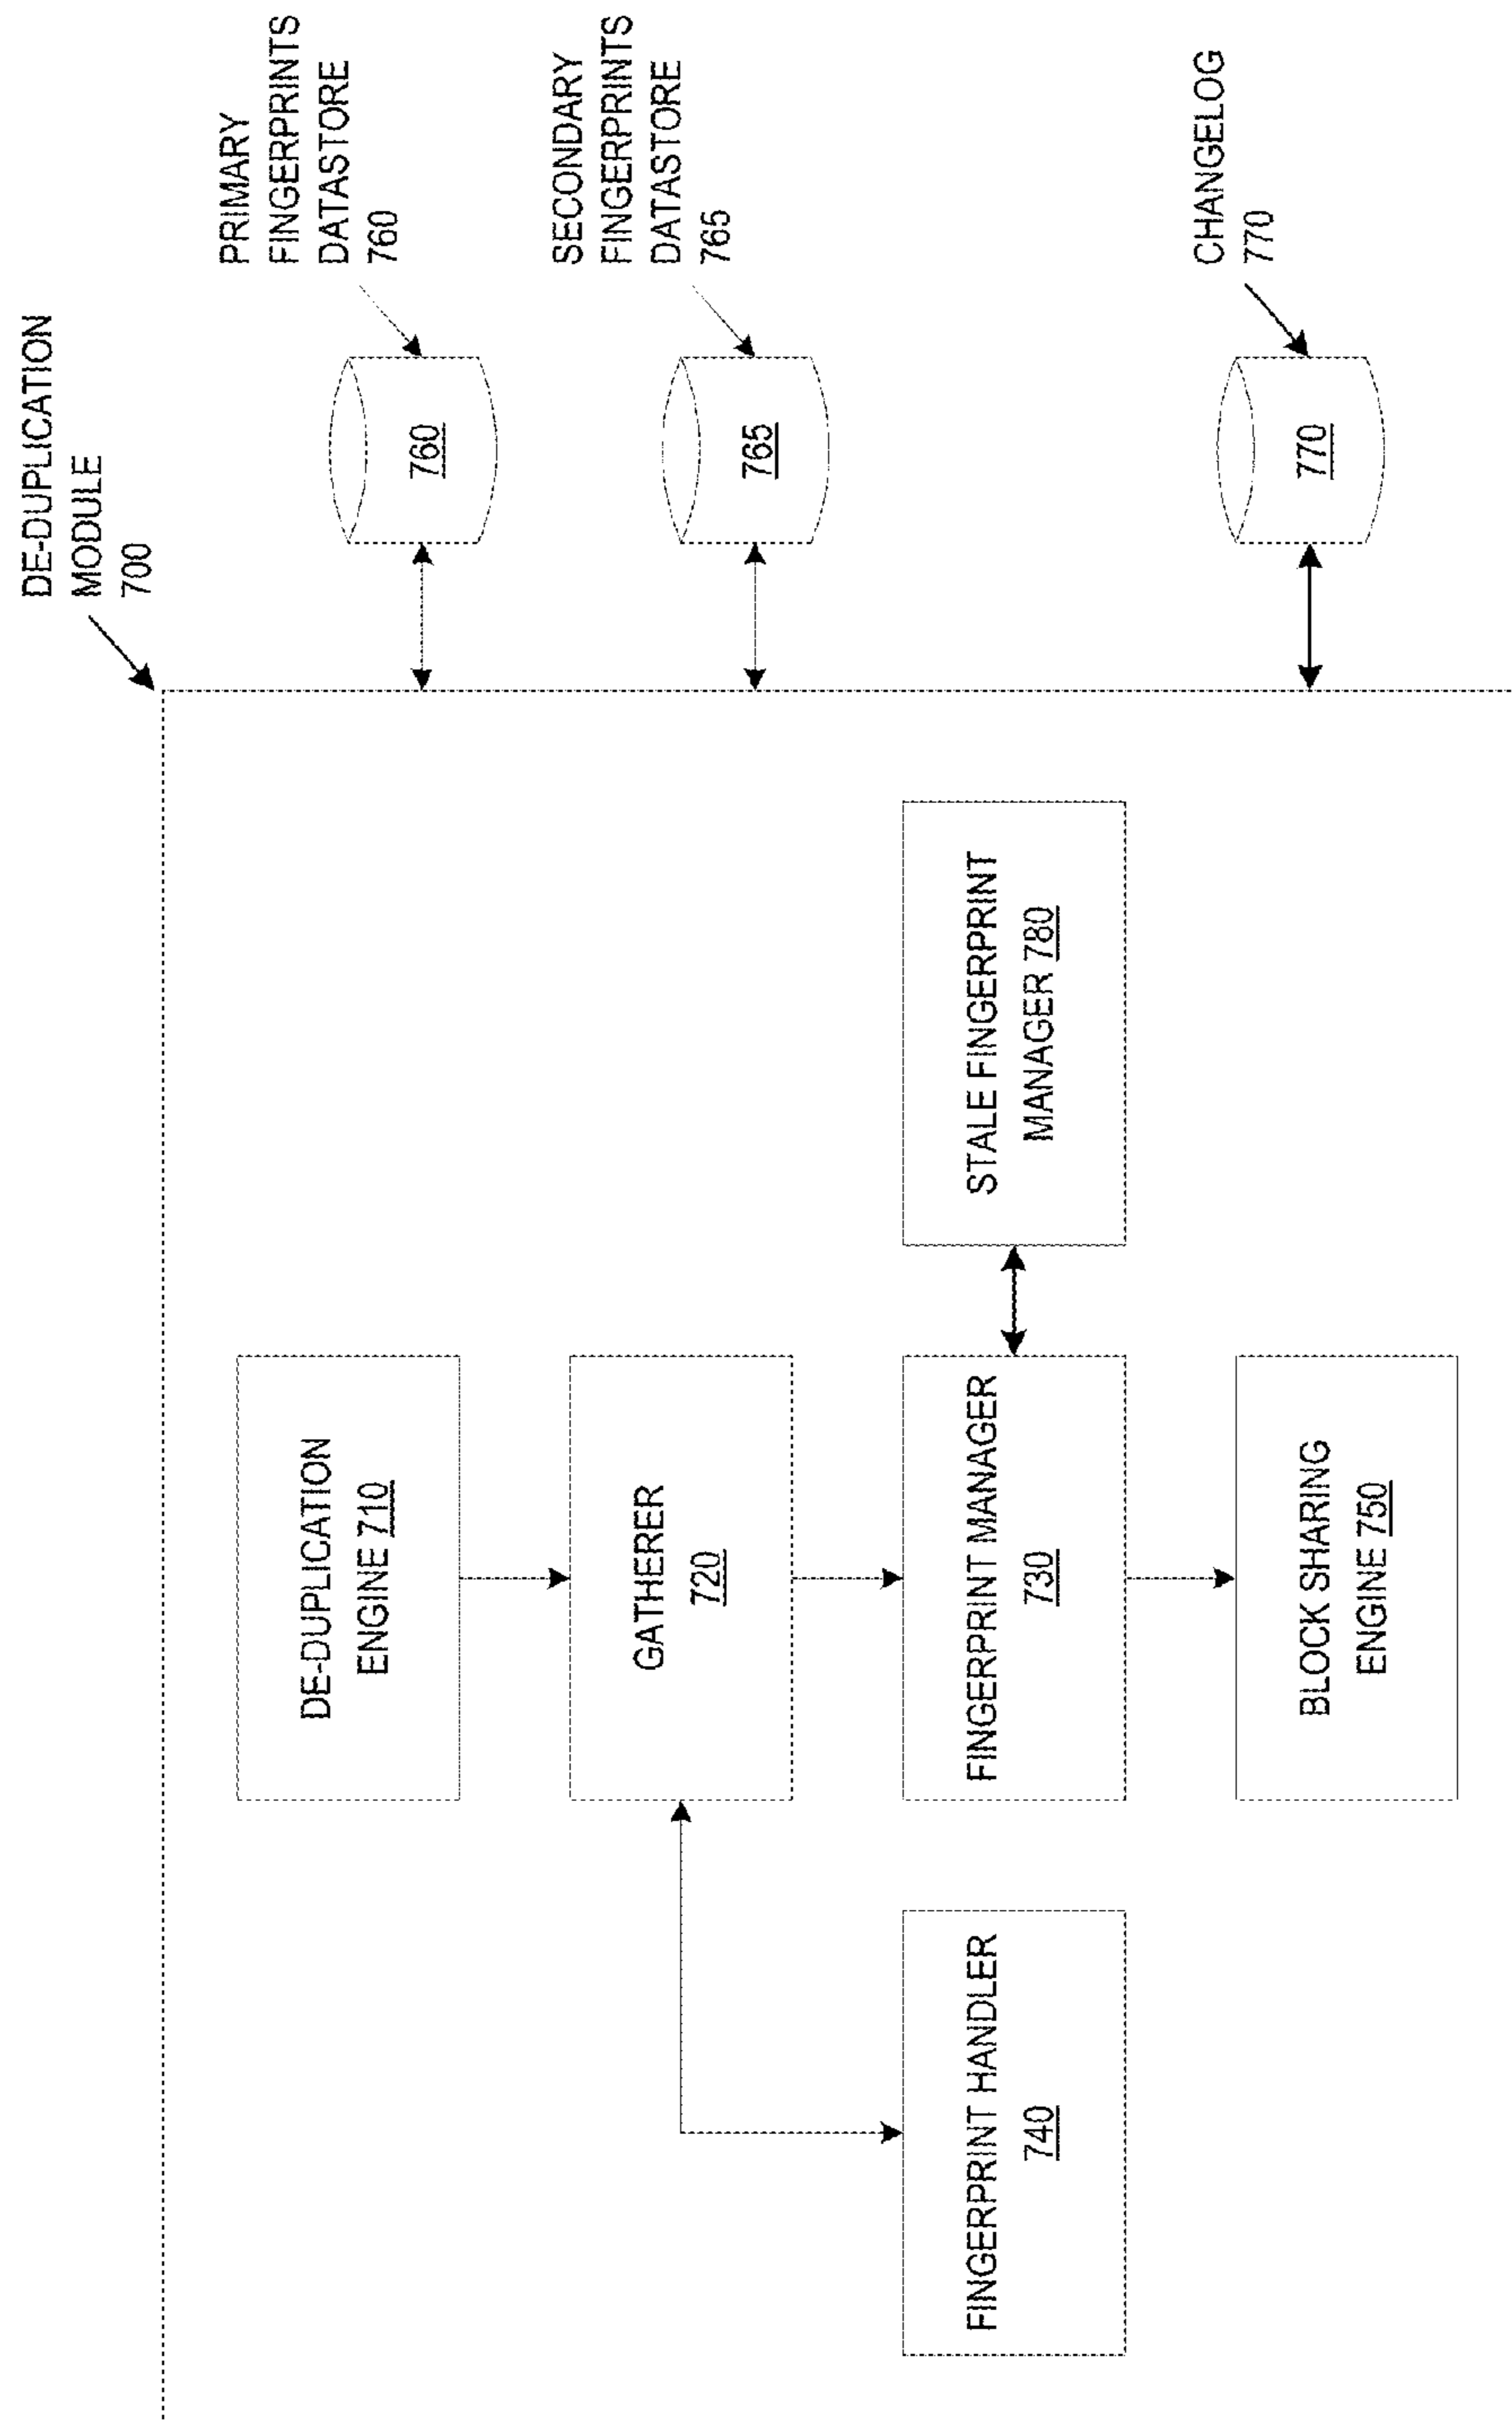 DE-DUPLICATION
MODULE
700
PRIMARY
FINGERPRINTS
DATASTORE
760
760
SECONDARY
FINGERPRINTS
DATASTORE
765
765
CHANGELOG
770
770
DE-DUPLICATION
ENGINE 710
GATHERER
720
FINGERPRINT MANAGER
730
STALE FINGERPRINT
MANAGER 780
FINGERPRINT HANDLER
740
BLOCK SHARING
ENGINE 750